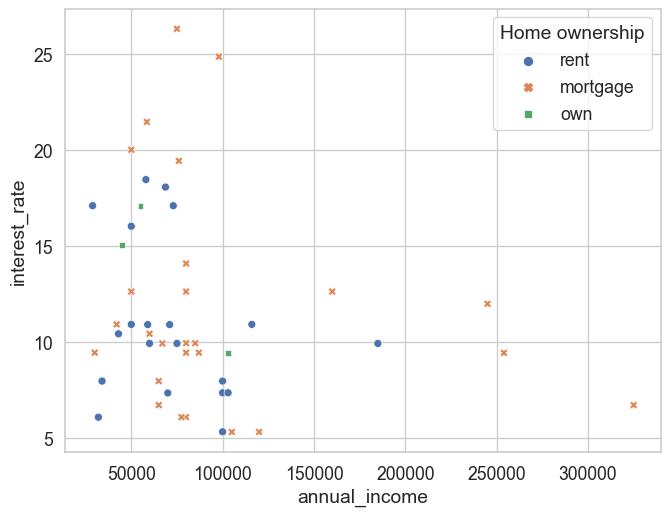 Home ownership
rent
mortgage
own
interest_rate
25
20
15
10
5
50000 100000 150000 200000 250000 300000
annual_income